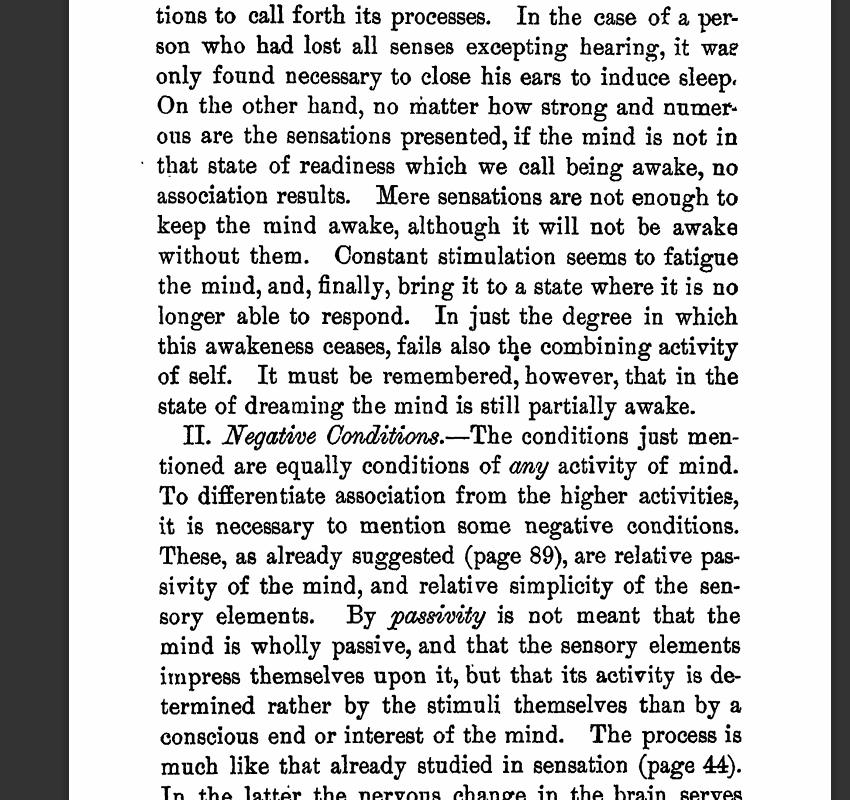 tions to call forth its processes. In the case of a per-
son who had lost all senses excepting hearing, it was
only found necessary to close his ears to induce sleep.
On the other hand, no matter how strong and numer-
ous are the sensations presented, if the mind is not in
that state of readiness which we call being awake, no
association results. Mere sensations are not enough to
keep the mind awake, although it will not be awake
without them. Constant stimulation seems to fatigue
the mind, and, finally, bring it to a state where it is no
longer able to respond. In just the degree in which
this awakeness ceases, fails also the combining activity
of self. It must be remembered, however, that in the
state of dreaming the mind is still partially awake.
II. Negative Conditions.—The conditions just men-
tioned are equally conditions of any activity of mind.
To differentiate association from the higher activities,
it is necessary to mention some negative conditions.
These, as already suggested (page 89), are relative pas-
sivity of the mind, and relative simplicity of the sen-
sory elements. By passivity is not meant that the
mind is wholly passive, and that the sensory elements
impress themselves upon it, but that its activity is de-
termined rather by the stimuli themselves than by a
conscious end or interest of the mind. The process is
much like that already studied in sensation (page 44).
In the latter the nervous change in the brain serves